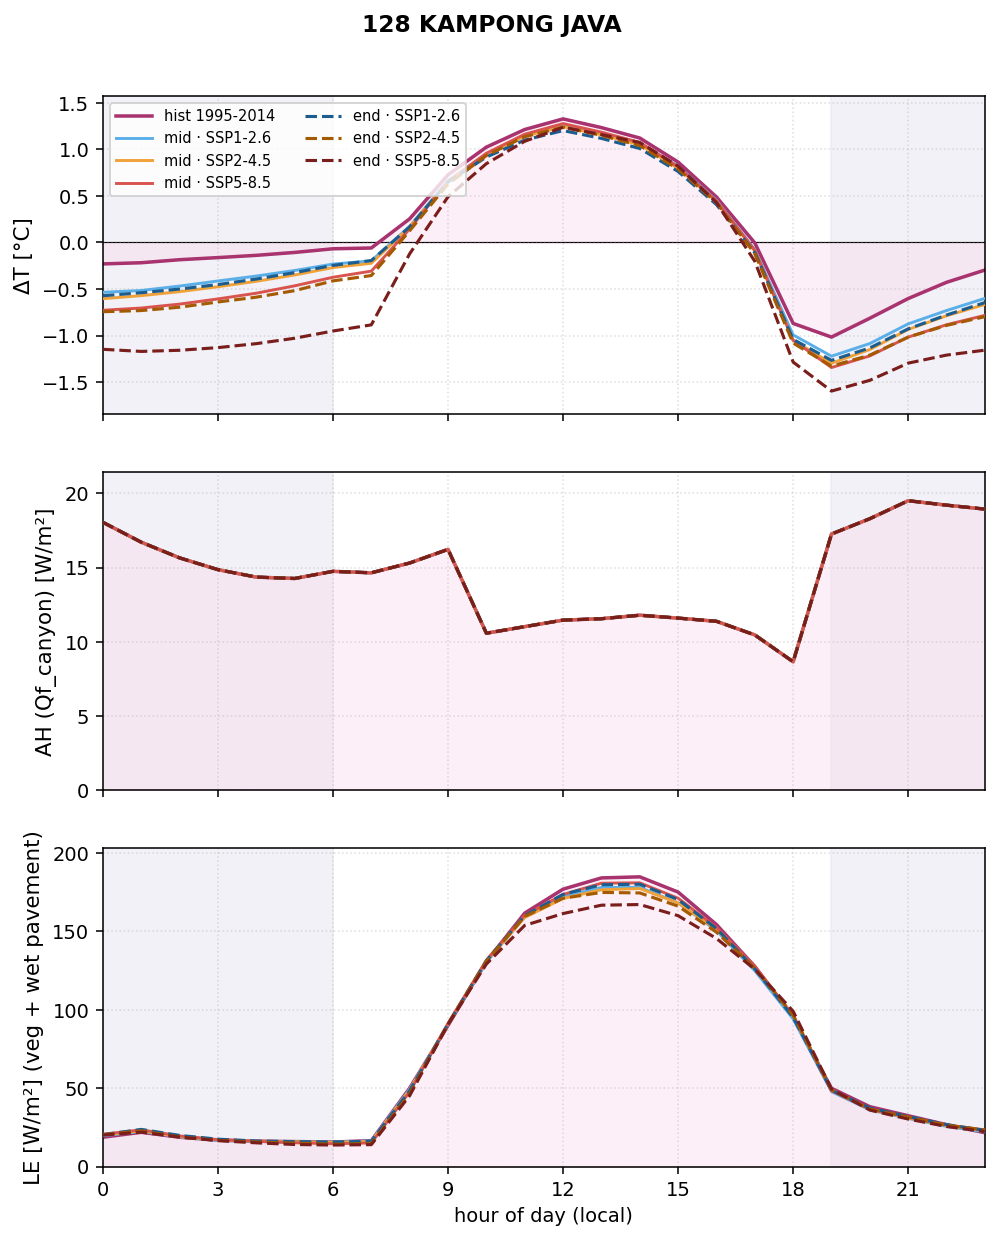 128 KAMPONG JAVA
hist 1995-2014
mid · SSP1-2.6
mid · SSP2-4.5
mid · SSP5-8.5
end · SSP1-2.6
end · SSP2-4.5
end · SSP5-8.5
ΔT [°C]
1.5
1.0
0.5
0.0
−0.5
−1.0
−1.5
AH (Qf_canyon) [W/m²]
20
15
10
5
0
LE [W/m²] (veg + wet pavement)
200
150
100
50
0
0 3 6 9 12 15 18 21
hour of day (local)